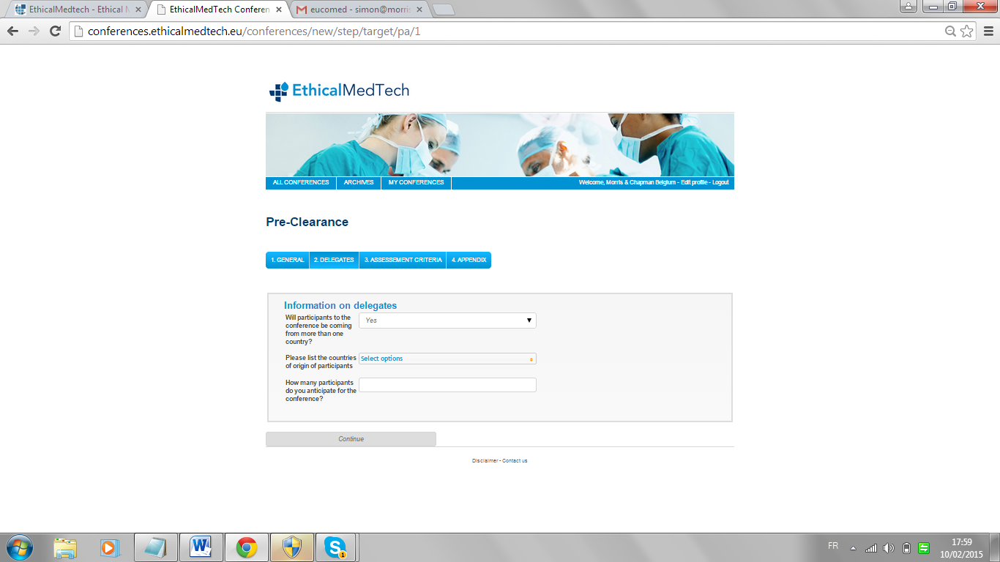 EthicalMedtech - Ethical M
EthicalMedTech Conferen
eucomed - simon@morris
conferences.ethicalmedtech.eu/conferences/new/step/target/pa/1
EthicalMedTech
ALL CONFERENCES ARCHIVES MY CONFERENCES Welcome, Morris & Chapman Belgium - Edit profile - Logout
Pre-Clearance
1. GENERAL 2. DELEGATES 3. ASSESSEMENT CRITERIA 4. APPENDIX
Information on delegates
Will participants to the
conference be coming
from more than one
country?
Yes
Please list the countries
of origin of participants
Select options
How many participants
do you anticipate for the
conference?
Continue
Disclaimer - Contact us
FR
17:59
10/02/2015
1